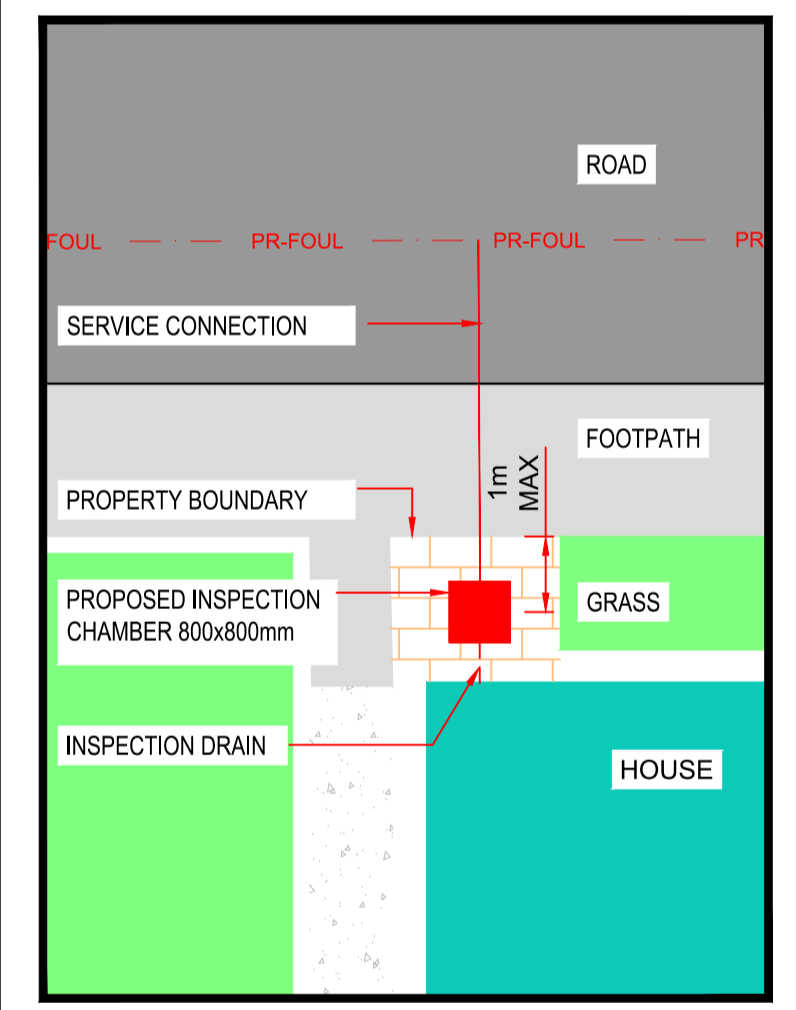 ROAD
FOUL PR-FOUL PR-FOUL PR
SERVICE CONNECTION
FOOTPATH
1m
MAX
PROPERTY BOUNDARY
PROPOSED INSPECTION
CHAMBER 800x800mm
GRASS
INSPECTION DRAIN
HOUSE